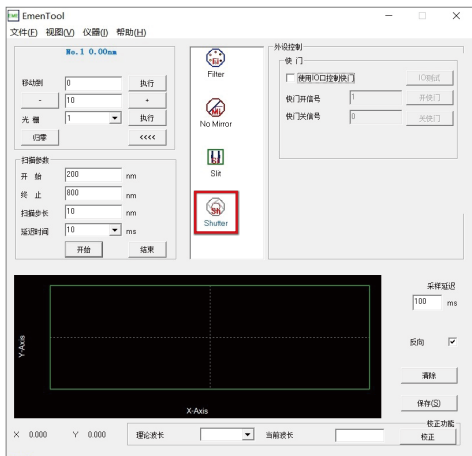 EmenTool
文件(F) 视图(V) 仪器(I) 帮助(H)
No.1 0.00nm
移动到 0 执行
- 10 +
光 栅 1 执行
归零 <<<<
扫描参数
开 始 200 nm
终 止 800 nm
扫描步长 10 nm
延迟时间 10 ms
开始 结束
Filter
No Mirror
Slit
Sh
Shutter
外设控制
快 门
使用IO口控制快门 IO测试
快门开信号 1 开快门
快门关信号 0 关快门
Y-Axis
X-Axis
采样延迟
100 ms
反向
清除
保存(S)
校正功能
X 0.000 Y 0.000 理论波长 当前波长 校正